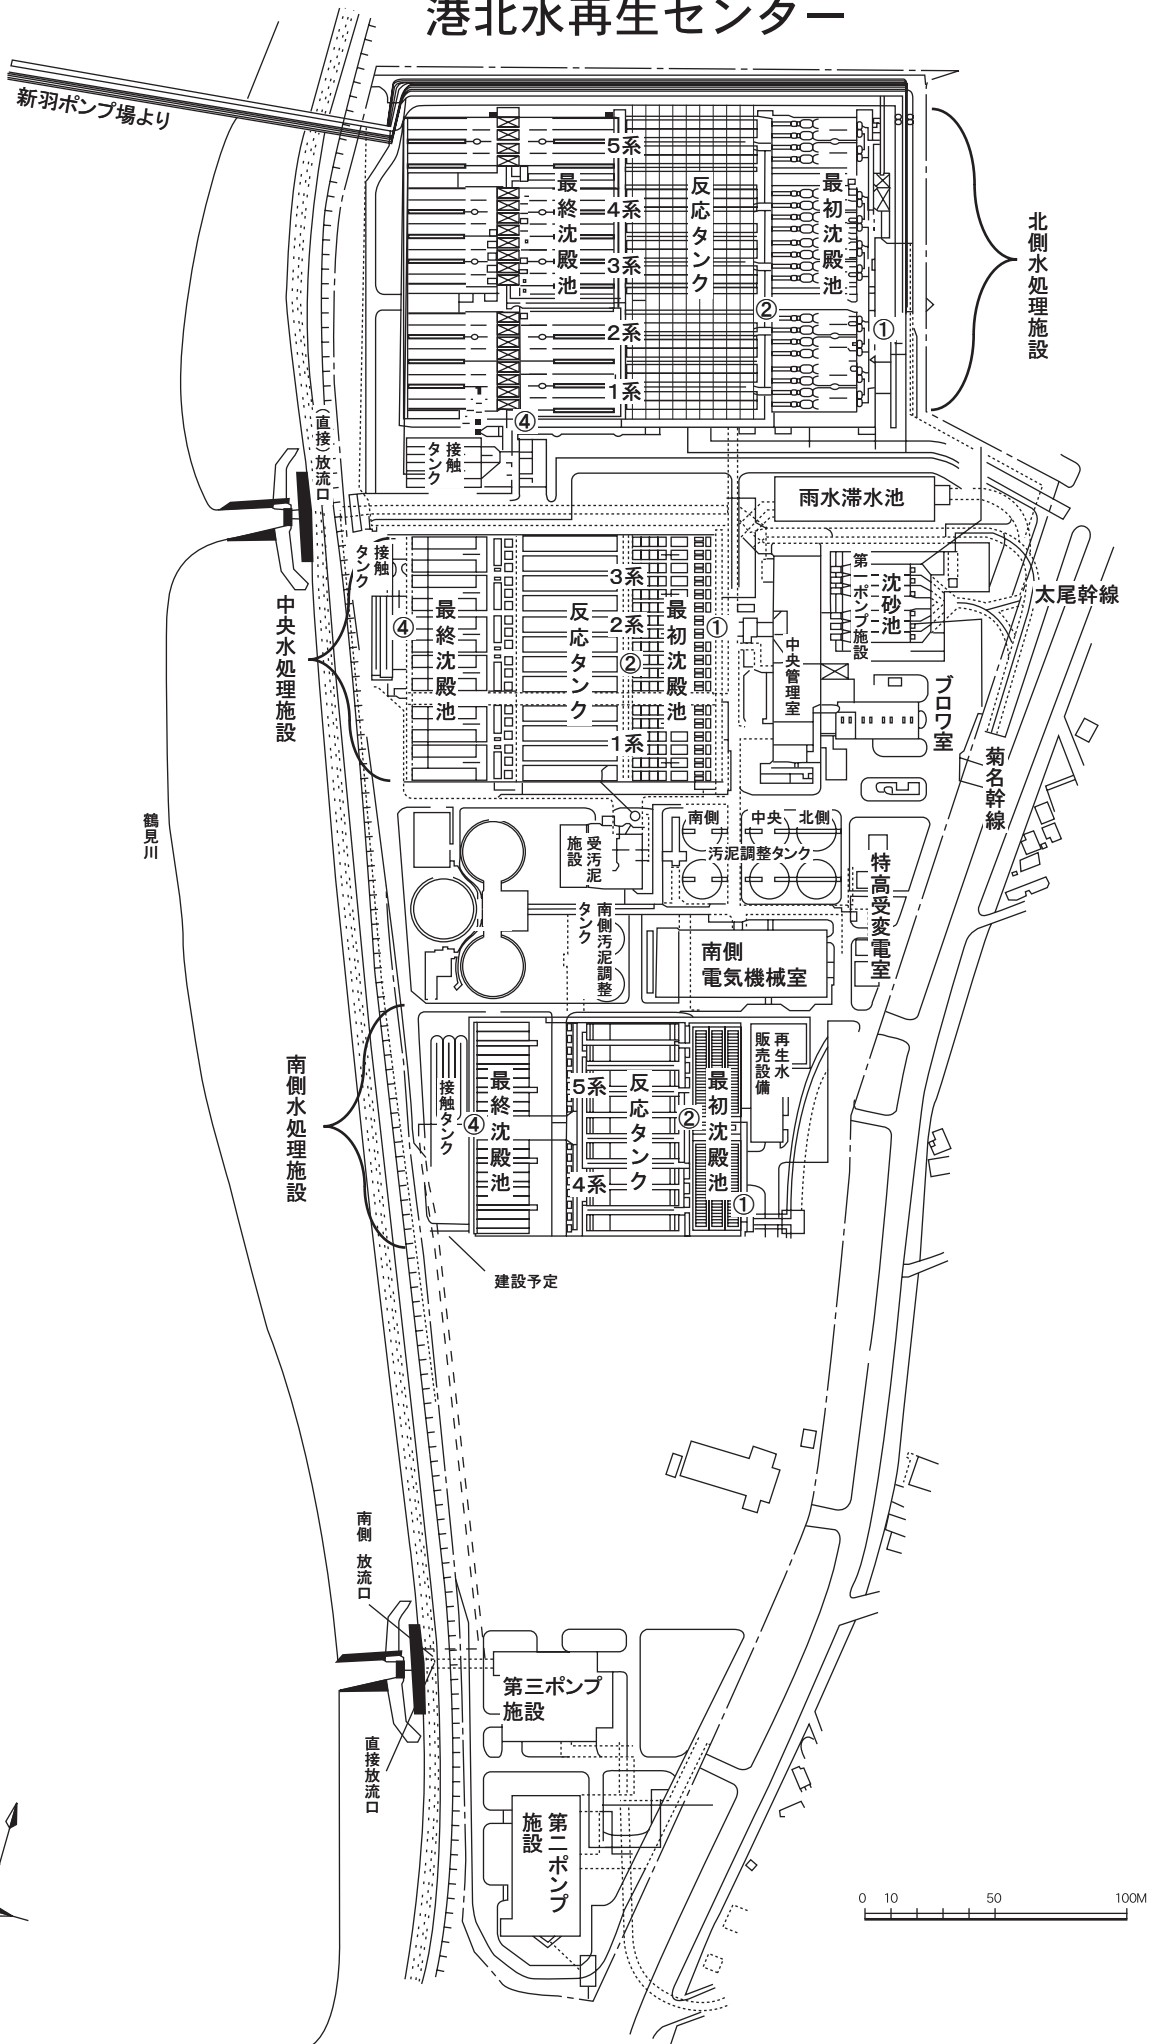 港北水再生センター
新羽ポンプ場より
5系
最終沈殿池
反応タンク
最初沈殿池
4系
3系
2系
1系
②
①
④
北側水処理施設
接触
タンク
(直接)放流口
雨水滞水池
接触
タンク
3系
最終沈殿池
反応タンク
最初沈殿池
2系
1系
④
②
①
中央水処理施設
第一ポンプ施設
沈砂池
太尾幹線
中央管理室
ブロワ室
菊名幹線
鶴見川
受汚泥
施設
南側
中央
北側
汚泥調整タンク
特高受変電室
南側汚泥調整
タンク
南側
電気機械室
南側水処理施設
接触タンク
最終沈殿池
5系
反応タンク
最初沈殿池
4系
④
②
①
再生水
販売設備
建設予定
南側 放流口
第三ポンプ
施設
直接放流口
第二ポンプ
施設
0 10 50 100M